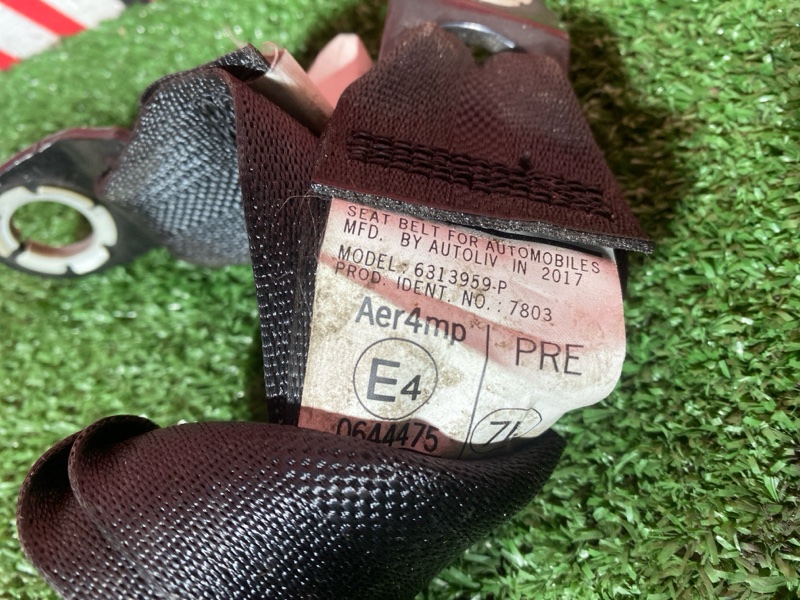 SEAT BELT FOR AUTOMOBILES
MFD. BY AUTOLIV IN 2017
MODEL: 6313959-P
PROD. IDENT. NO.: 7803
Aer4mp
PRE
E4
0644475